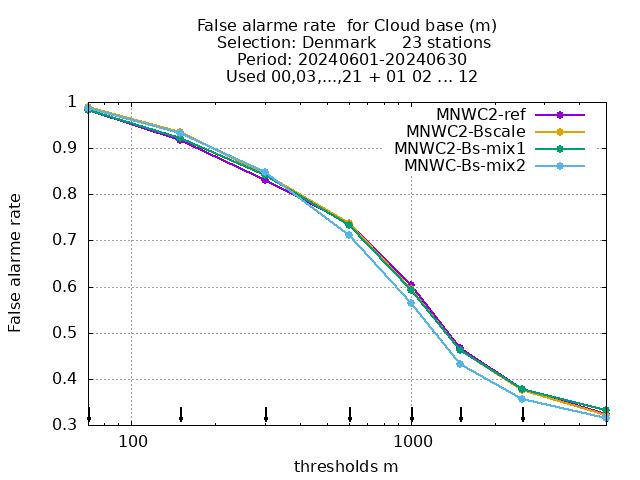 False alarme rate  for Cloud base (m)
Selection: Denmark     23 stations
Period: 20240601-20240630
Used 00,03,...,21 + 01 02 ... 12
MNWC2-ref
MNWC2-Bscale
MNWC2-Bs-mix1
MNWC-Bs-mix2
False alarme rate
1
0.9
0.8
0.7
0.6
0.5
0.4
0.3
100
1000
thresholds m